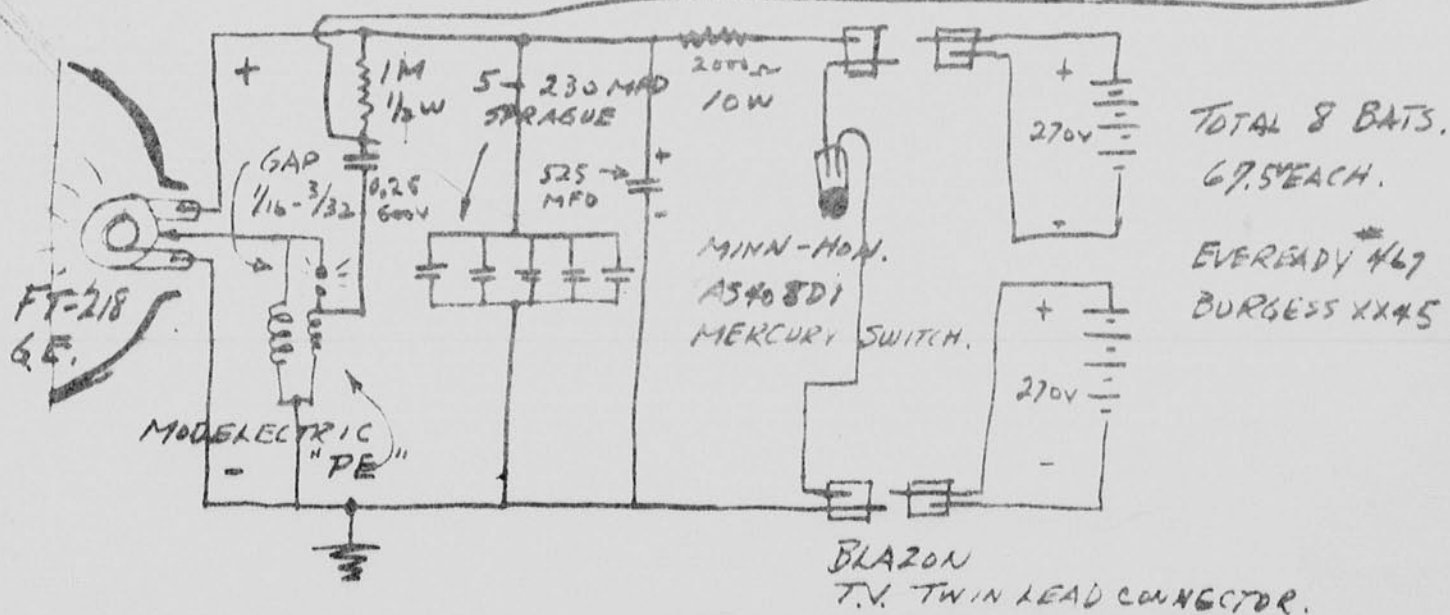 +
1M
1/2 W
5 - 230 MFD
SPRAGUE
GAP
1/16 - 3/32
0.25
600V
525
MFD
+
-
2000Ω
10W
MINN-HON.
AS408D1
MERCURY SWITCH.
+
270V
-
+
270V
-
TOTAL 8 BATS.
67.5V EACH.
EVEREADY #467
BURGESS XX45
FT-218
G.E.
MODELECTRIC
"PE"
-
BLAZON
T.V. TWIN LEAD CONNECTOR.